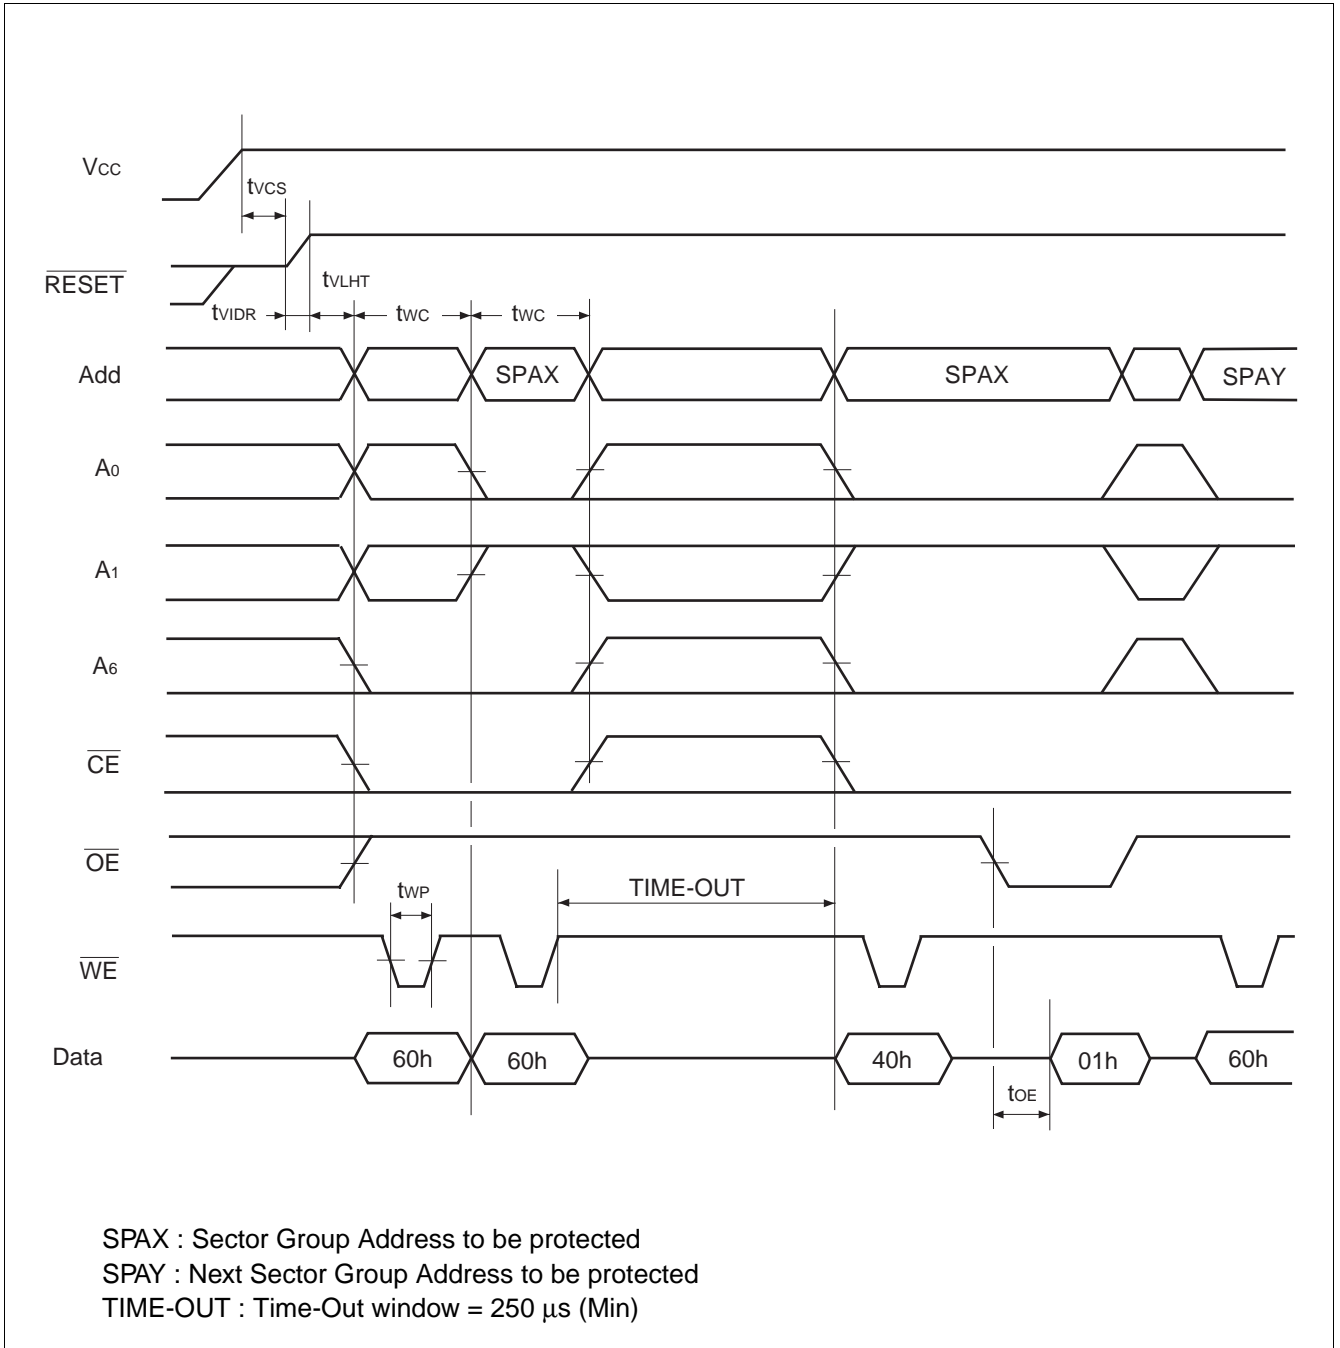 VCC
tVCS
RESET
tVLHT
tVIDR
tWC
tWC
Add
SPAX
SPAX
SPAY
A0
A1
A6
CE
OE
tWP
TIME-OUT
WE
Data
60h
60h
40h
01h
60h
tOE
SPAX : Sector Group Address to be protected
SPAY : Next Sector Group Address to be protected
TIME-OUT : Time-Out window = 250 μs (Min)